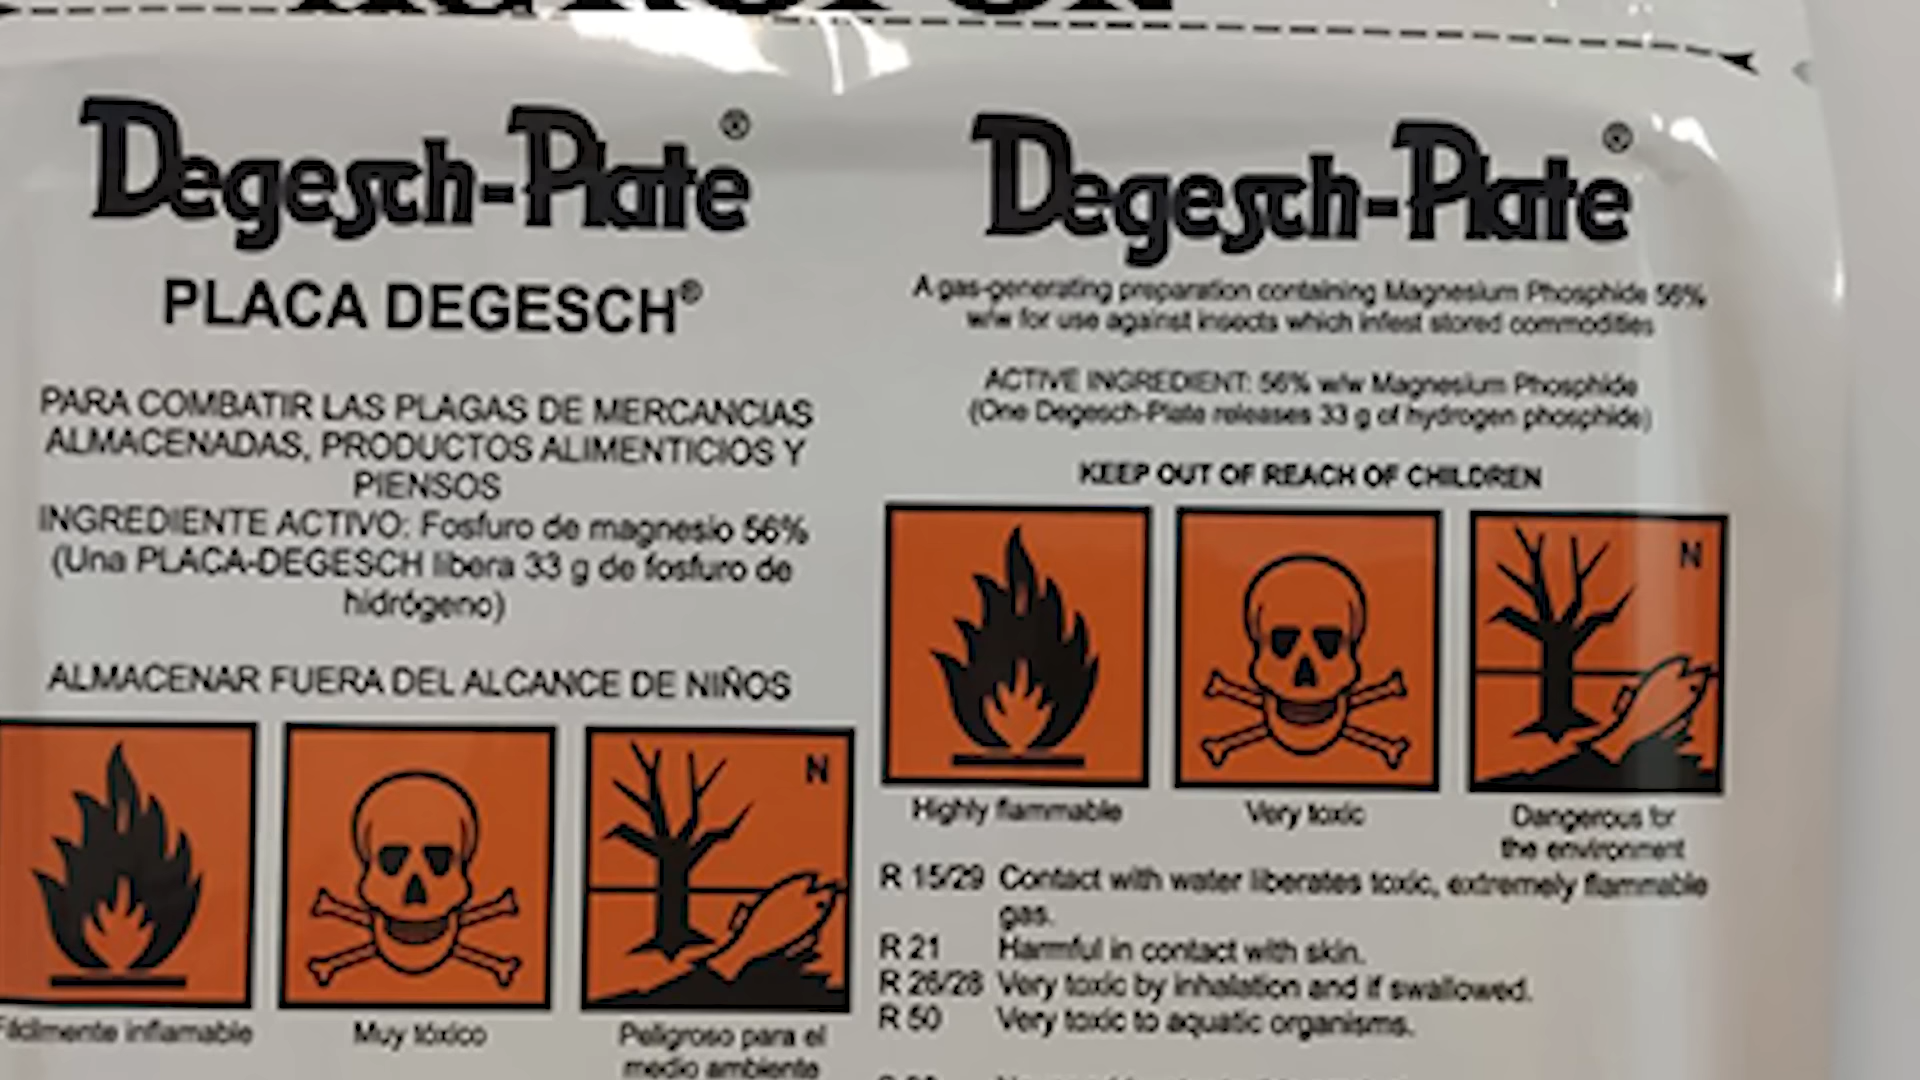 Degesch-Plate®
PLACA DEGESCH®
PARA COMBATIR LAS PLAGAS DE MERCANCIAS
ALMACENADAS, PRODUCTOS ALIMENTICIOS Y
PIENSOS
INGREDIENTE ACTIVO: Fosfuro de magnesio 56%
(Una PLACA-DEGESCH libera 33 g de fosfuro de
hidrógeno)
ALMACENAR FUERA DEL ALCANCE DE NIÑOS
N
Fácilmente inflamable
Muy tóxico
Peligroso para el
medio ambiente
Degesch-Plate®
A gas-generating preparation containing Magnesium Phosphide 56%
w/w for use against insects which infest stored commodities
ACTIVE INGREDIENT: 56% w/w Magnesium Phosphide
(One Degesch-Plate releases 33 g of hydrogen phosphide)
KEEP OUT OF REACH OF CHILDREN
N
Highly flammable
Very toxic
Dangerous for
the environment
R 15/29 Contact with water liberates toxic, extremely flammable
gas.
R 21 Harmful in contact with skin.
R 26/28 Very toxic by inhalation and if swallowed.
R 50 Very toxic to aquatic organisms.